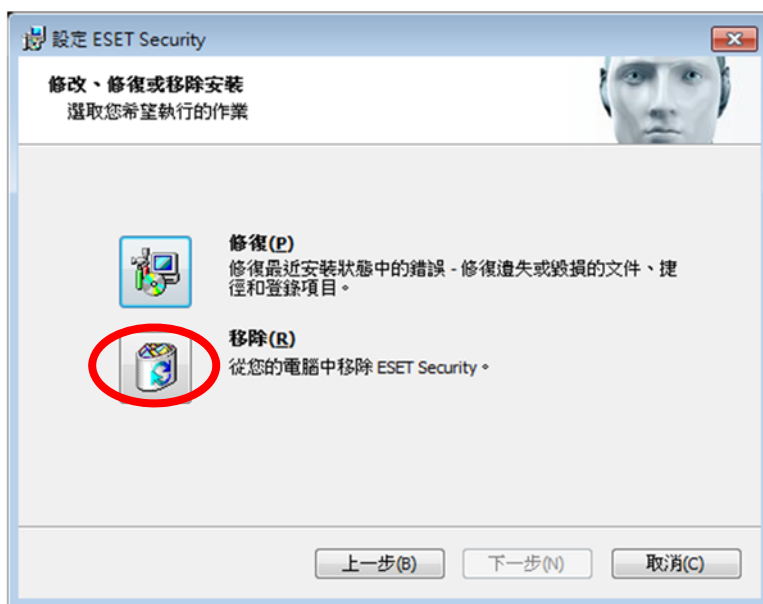 設定 ESET Security
修改、修復或移除安裝
選取您希望執行的作業
修復(P)
修復最近安裝狀態中的錯誤 - 修復遺失或毀損的文件、捷
徑和登錄項目。
移除(R)
從您的電腦中移除 ESET Security。
上一步(B)
下一步(N)
取消(C)